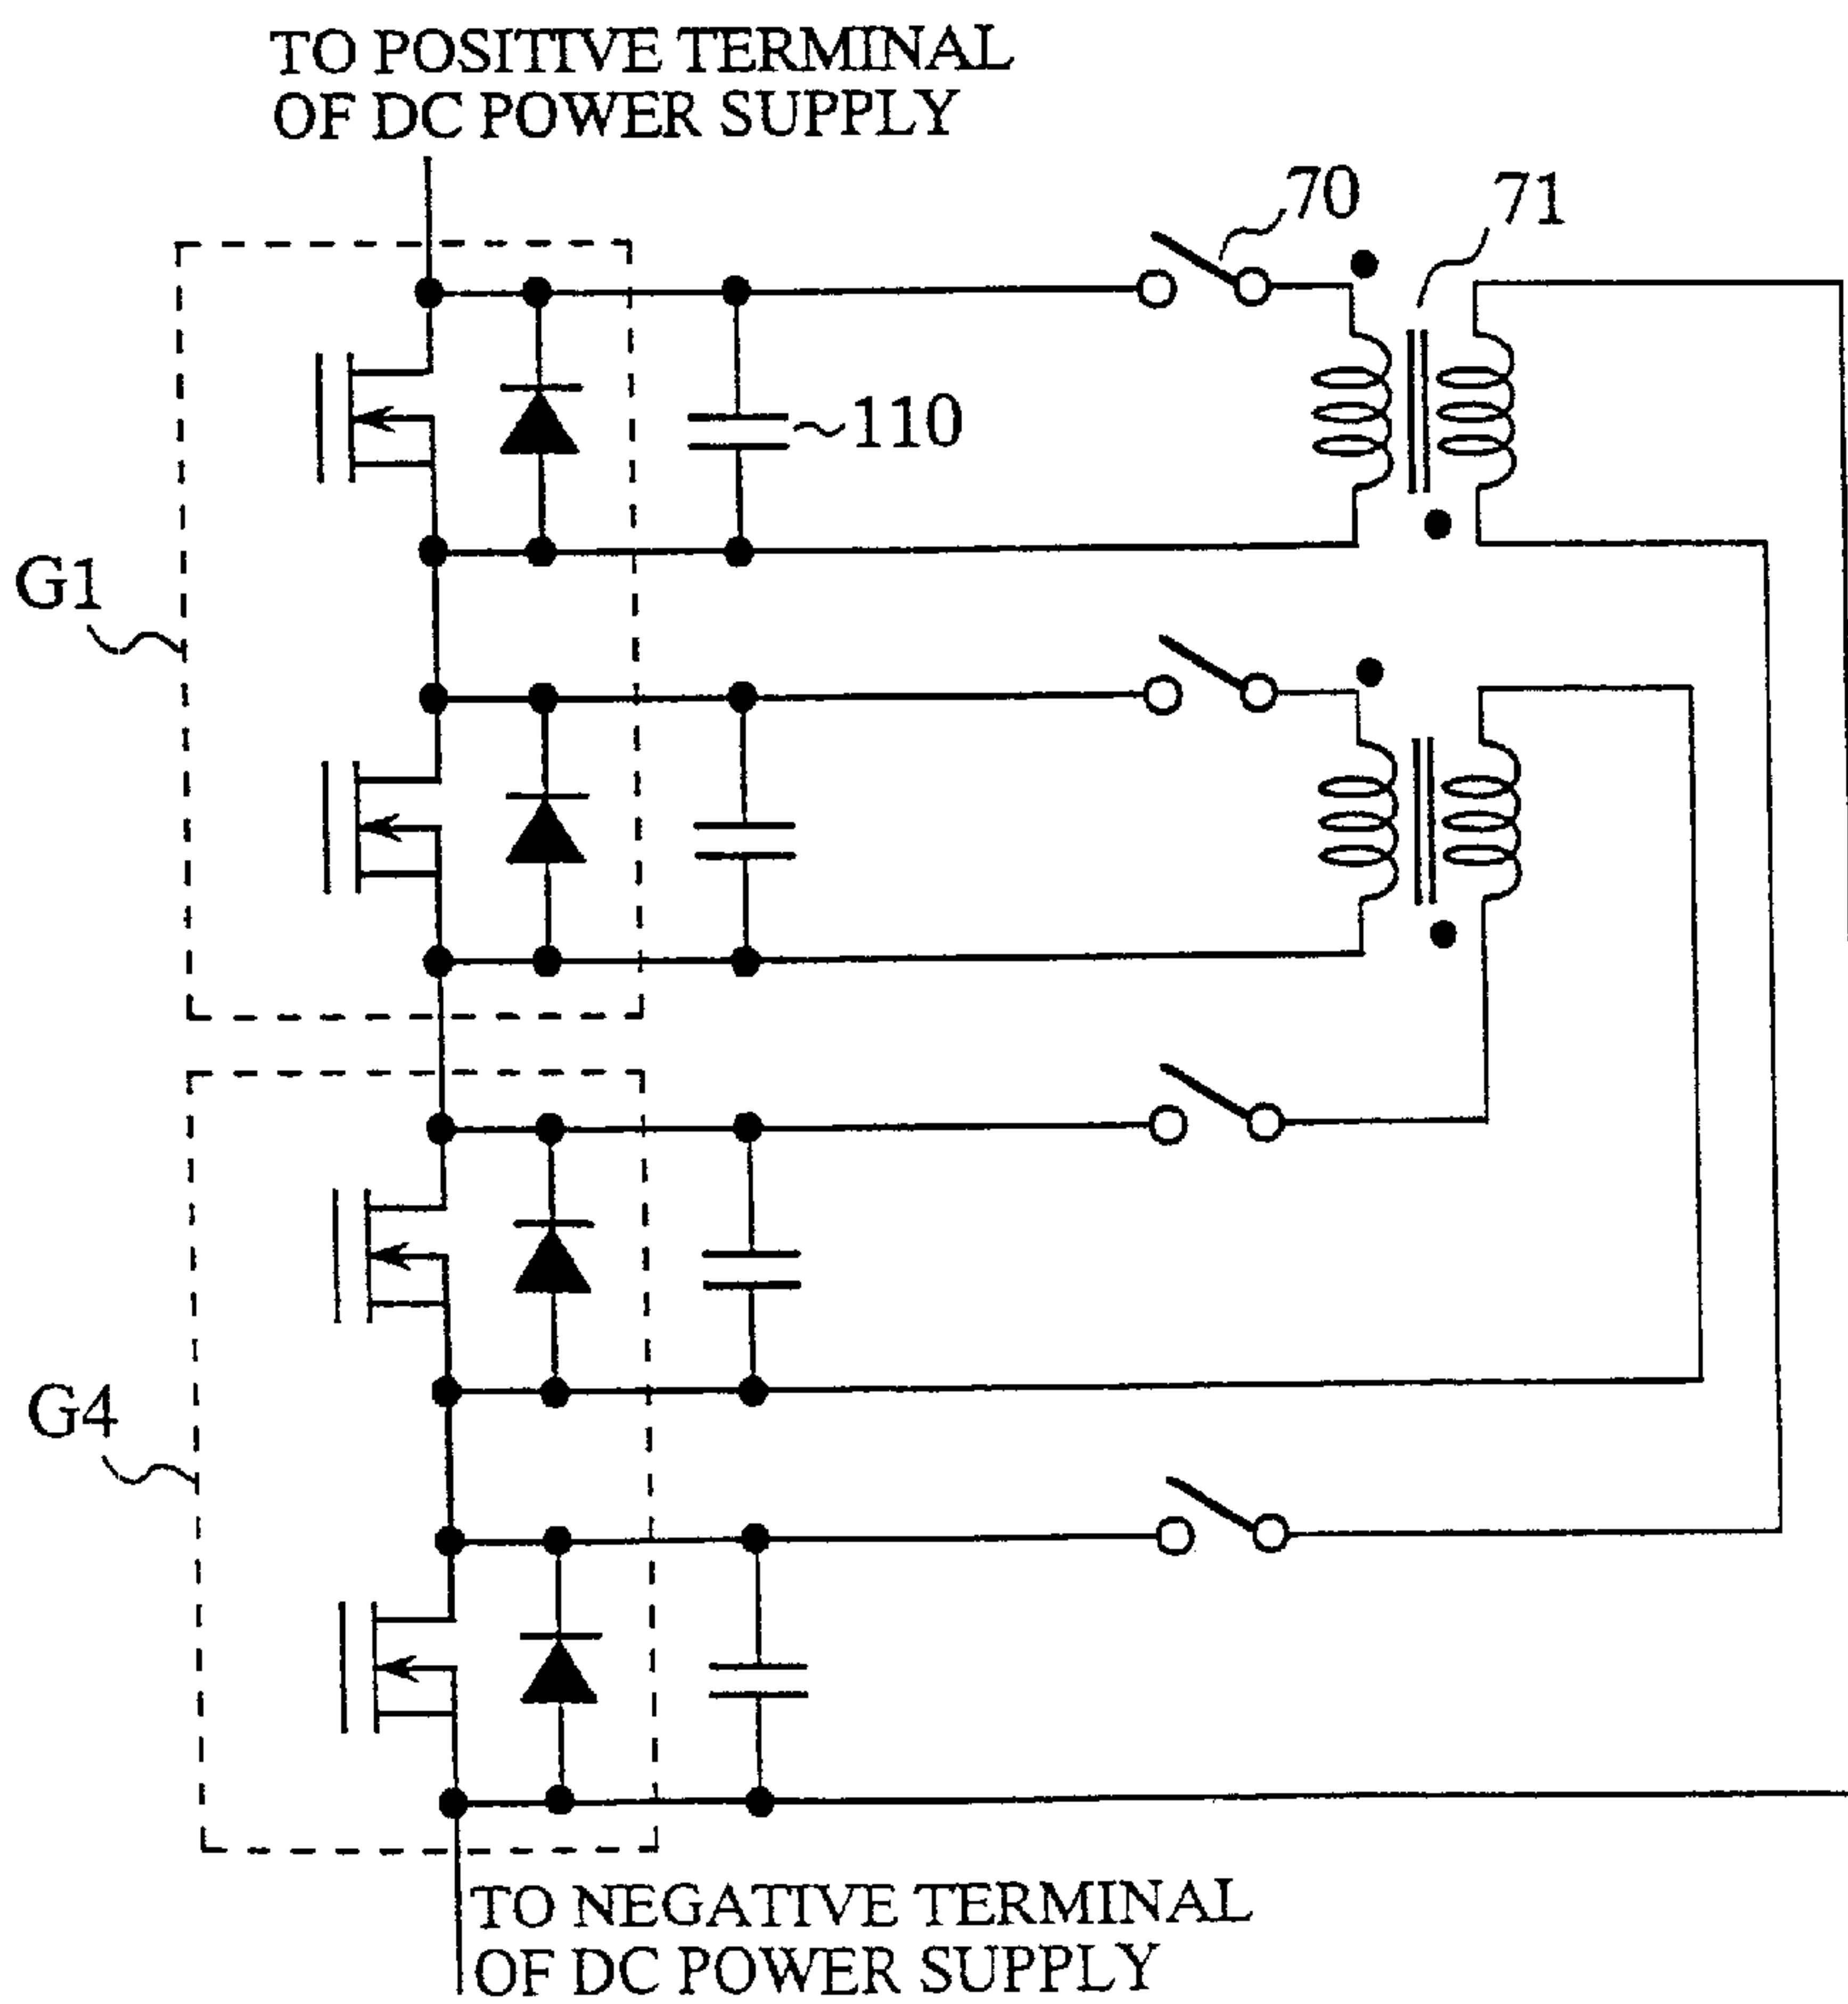 TO POSITIVE TERMINAL
OF DC POWER SUPPLY
70
71
110
G1
G4
TO NEGATIVE TERMINAL
OF DC POWER SUPPLY